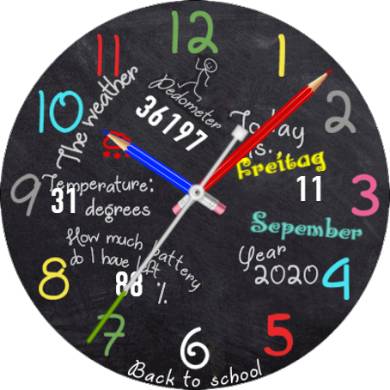 12
11
1
10
2
The weather
Pedometer
36197
Today
is:
Freitag
11
9
3
Temperature:
31
degrees
Sepember
How much battery
do I have left
88 %
Year
2020
8
4
7
5
6
Back to school